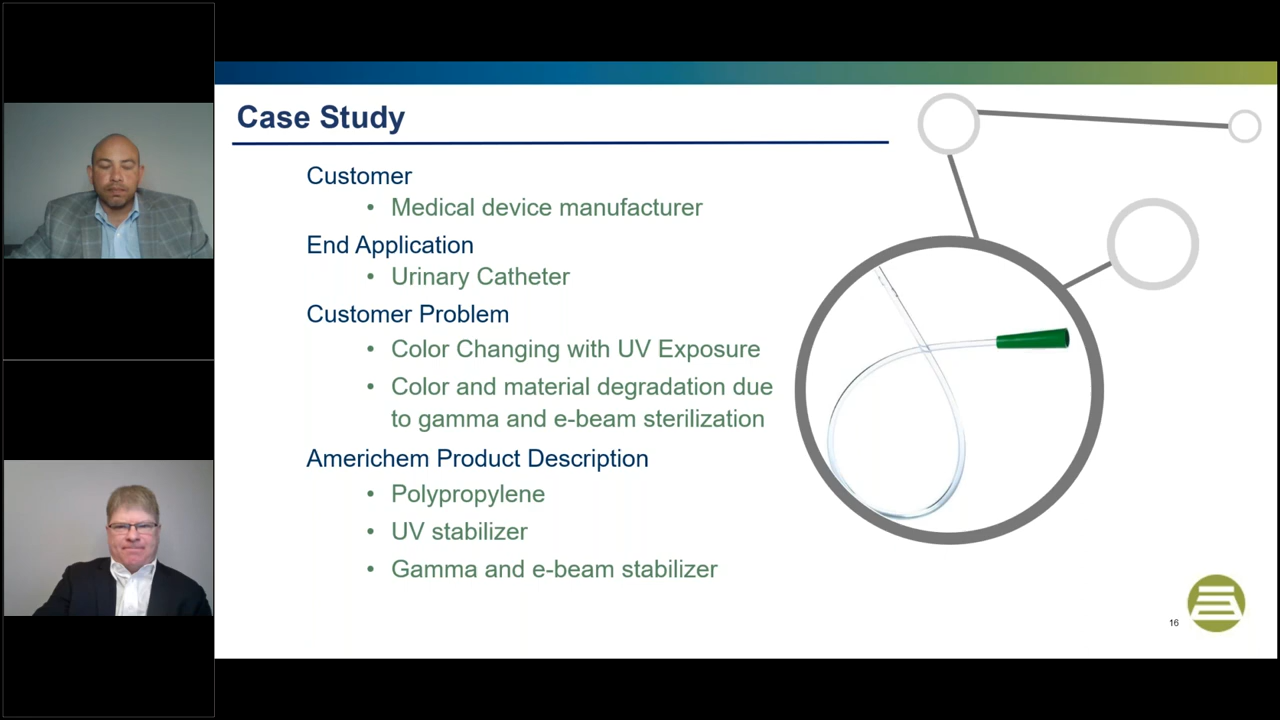 Case Study
Customer
• Medical device manufacturer
End Application
• Urinary Catheter
Customer Problem
• Color Changing with UV Exposure
• Color and material degradation due
to gamma and e-beam sterilization
Americhem Product Description
• Polypropylene
• UV stabilizer
• Gamma and e-beam stabilizer
16